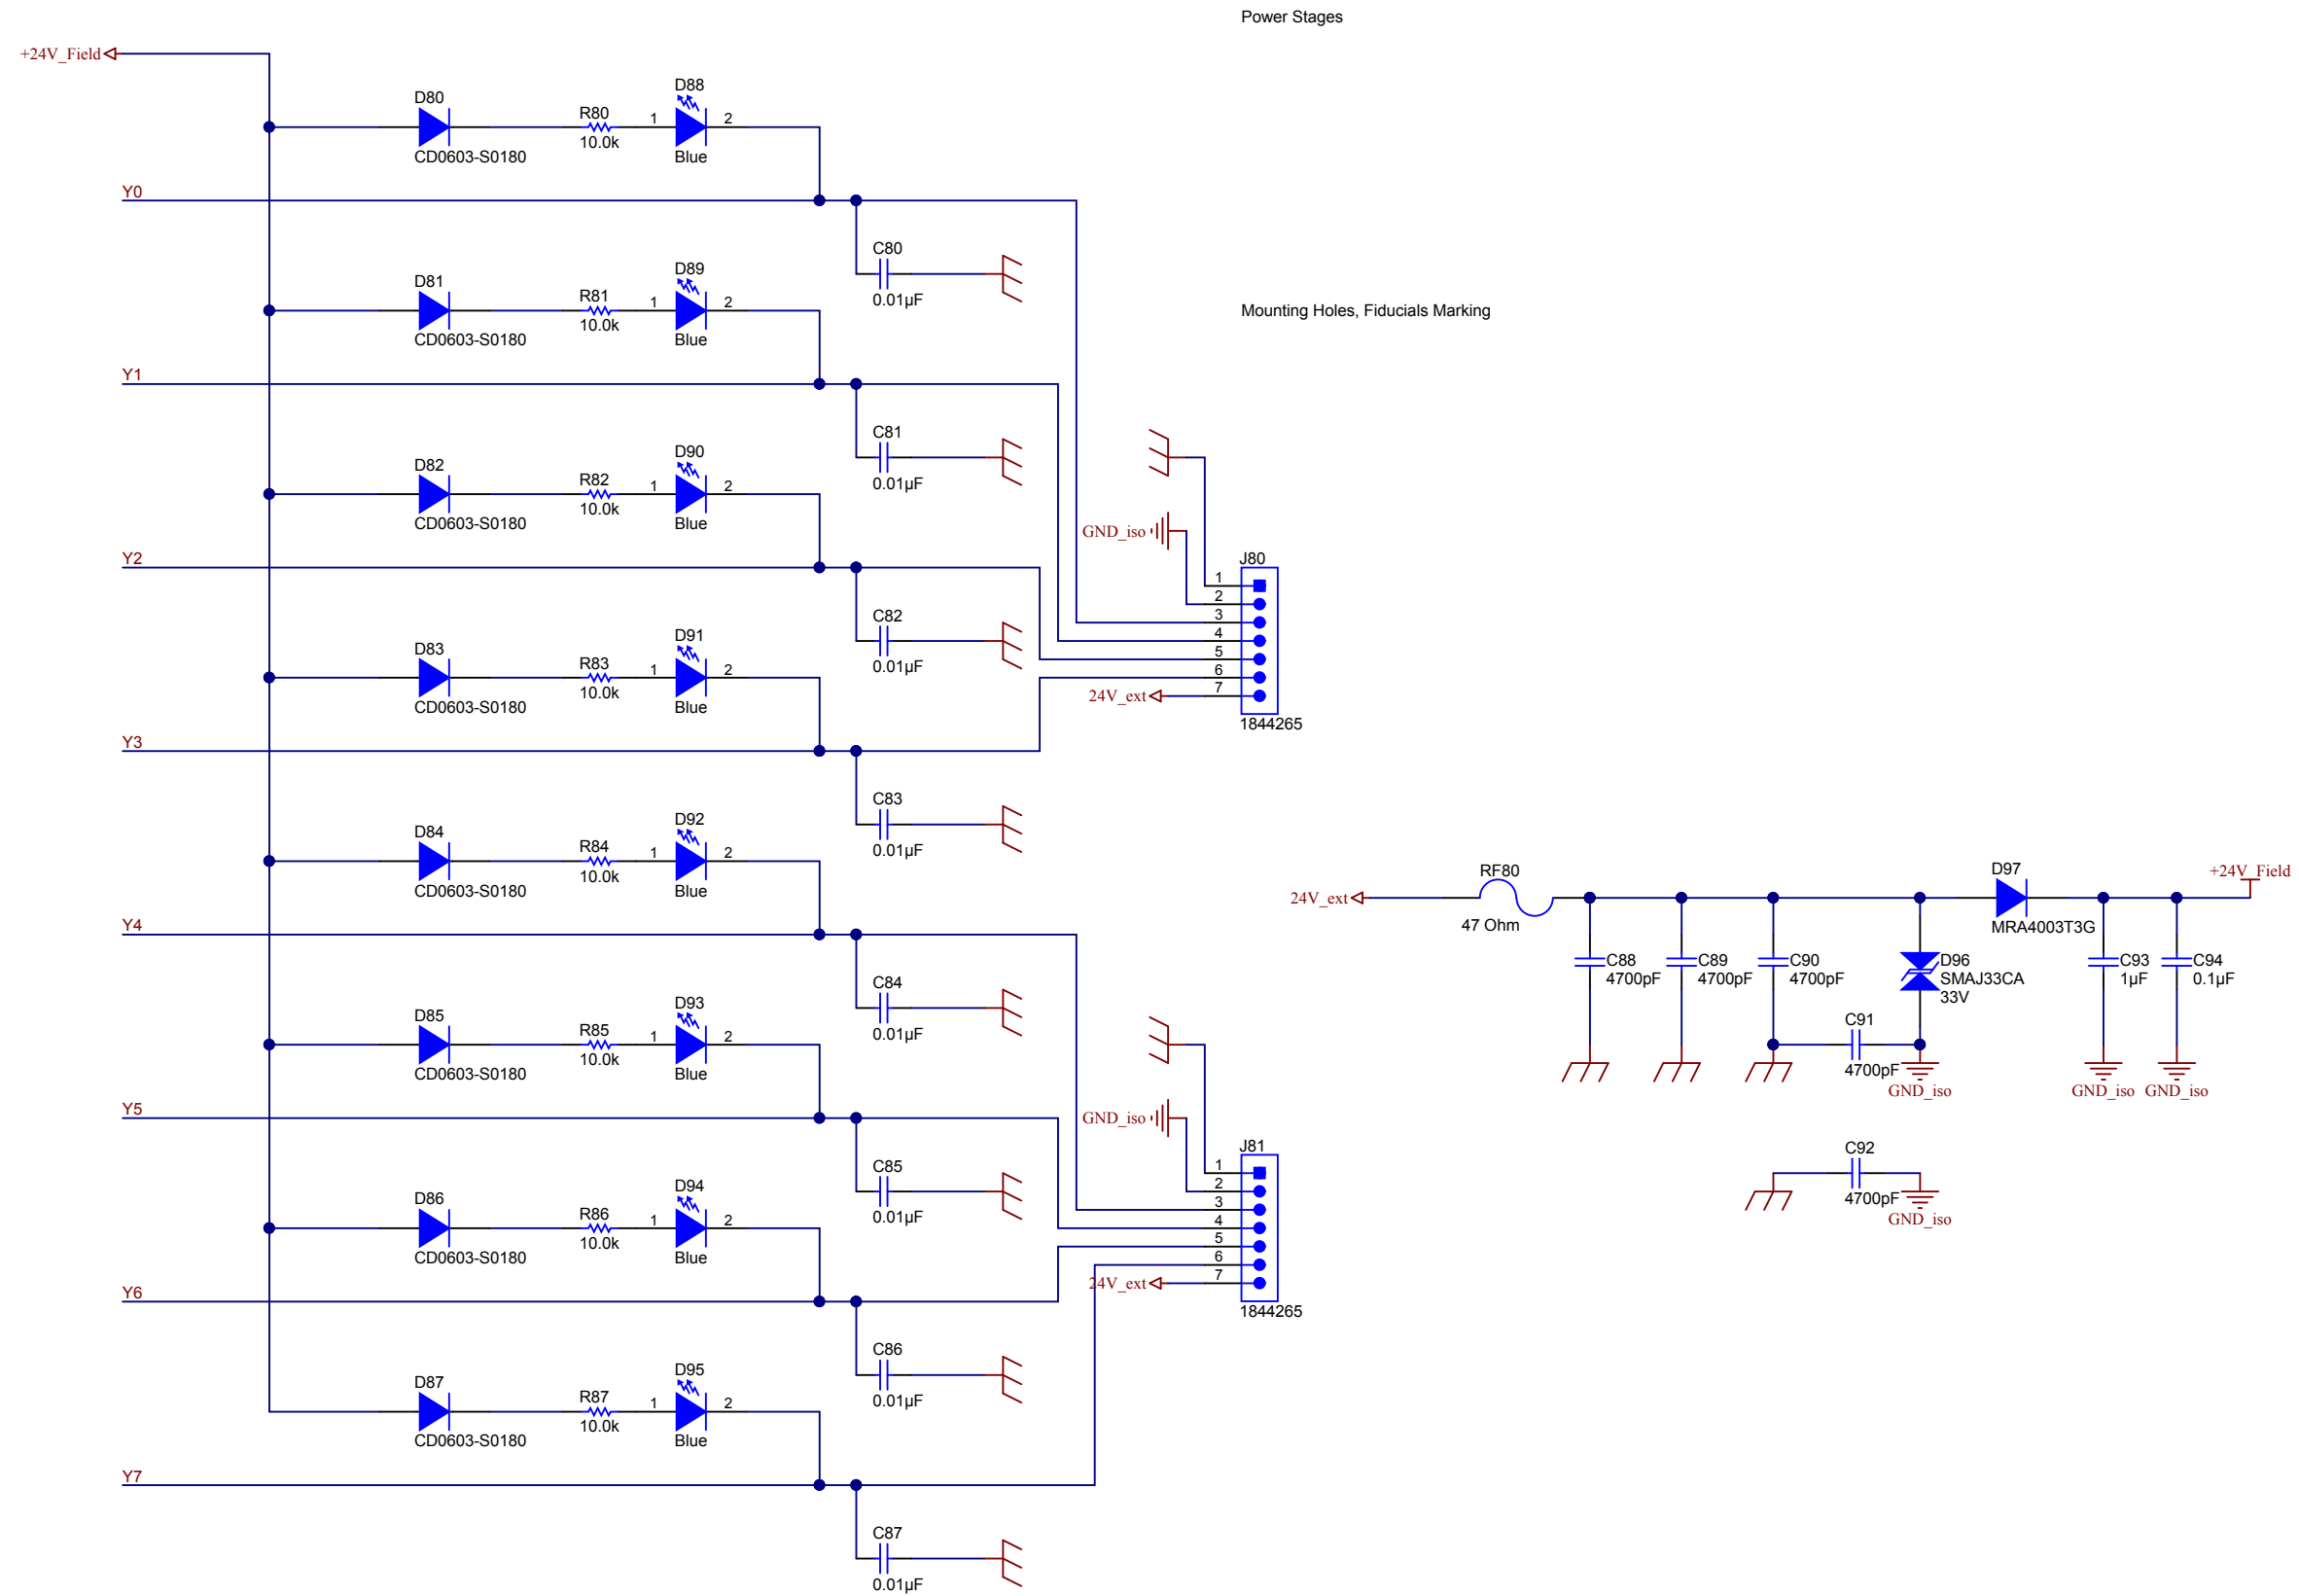 Power Stages
+24V_Field
D80
CD0603-S0180
R80
10.0k
1
D88
2
Blue
Y0
C80
0.01µF
D81
CD0603-S0180
R81
10.0k
1
D89
2
Blue
Mounting Holes, Fiducials Marking
Y1
C81
0.01µF
D82
CD0603-S0180
R82
10.0k
1
D90
2
Blue
Y2
C82
0.01µF
D83
CD0603-S0180
R83
10.0k
1
D91
2
Blue
Y3
C83
0.01µF
GND_iso
J80
1
2
3
4
5
6
7
24V_ext
1844265
D84
CD0603-S0180
R84
10.0k
1
D92
2
Blue
Y4
C84
0.01µF
D85
CD0603-S0180
R85
10.0k
1
D93
2
Blue
Y5
C85
0.01µF
D86
CD0603-S0180
R86
10.0k
1
D94
2
Blue
Y6
C86
0.01µF
D87
CD0603-S0180
R87
10.0k
1
D95
2
Blue
Y7
C87
0.01µF
GND_iso
J81
1
2
3
4
5
6
7
24V_ext
1844265
24V_ext
RF80
47 Ohm
C88
4700pF
C89
4700pF
C90
4700pF
D96
SMAJ33CA
33V
C91
4700pF
GND_iso
D97
MRA4003T3G
+24V_Field
C93
1µF
GND_iso
C94
0.1µF
GND_iso
C92
4700pF
GND_iso